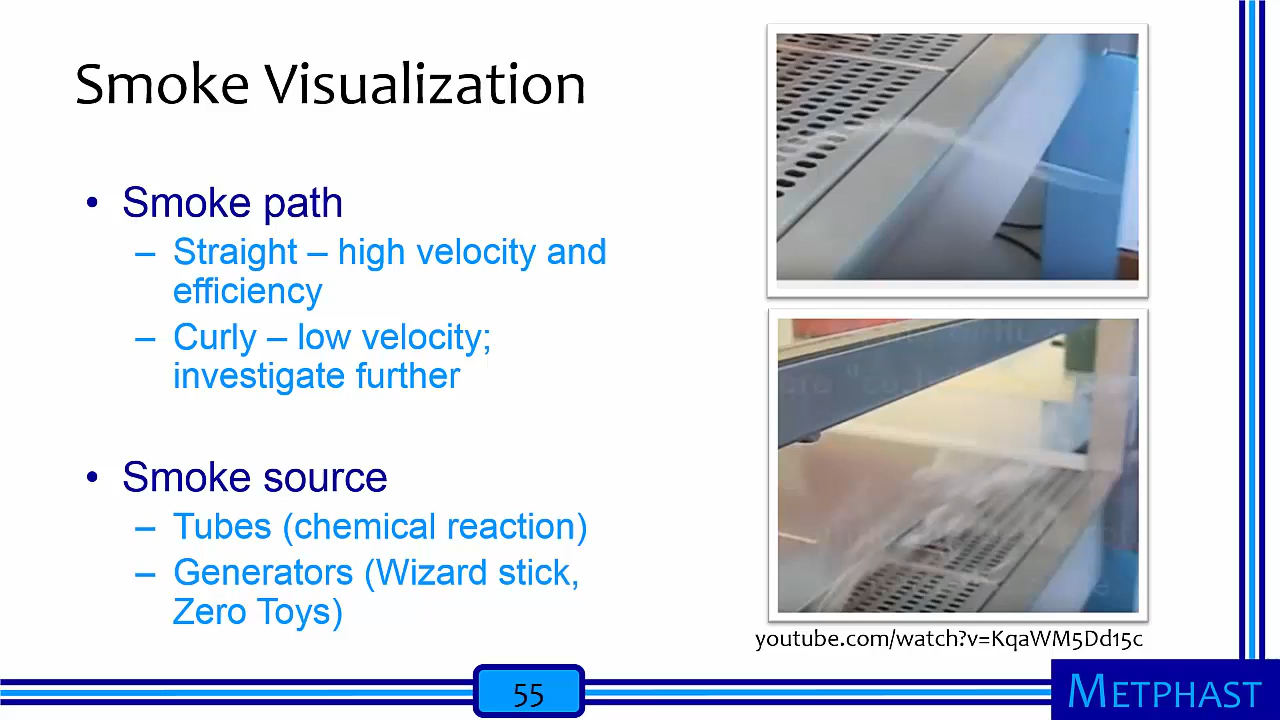 Smoke Visualization
• Smoke path
– Straight – high velocity and
efficiency
– Curly – low velocity;
investigate further
• Smoke source
– Tubes (chemical reaction)
– Generators (Wizard stick,
Zero Toys)
youtube.com/watch?v=KqaWM5Dd15c
55
METPHAST